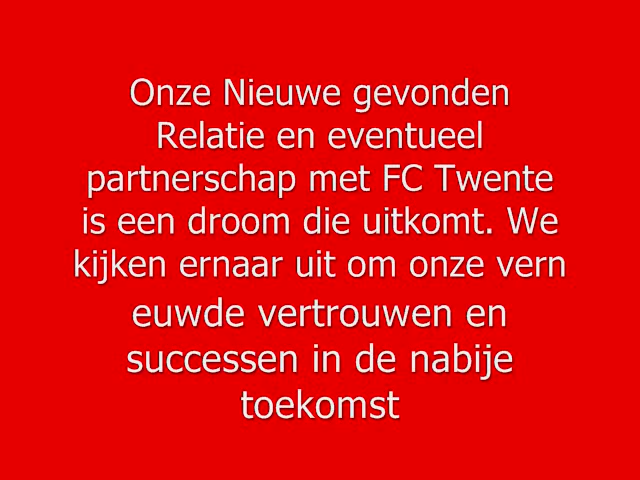 Onze Nieuwe gevonden
Relatie en eventueel
partnerschap met FC Twente
is een droom die uitkomt. We
kijken ernaar uit om onze vern
euwde vertrouwen en
successen in de nabije
toekomst